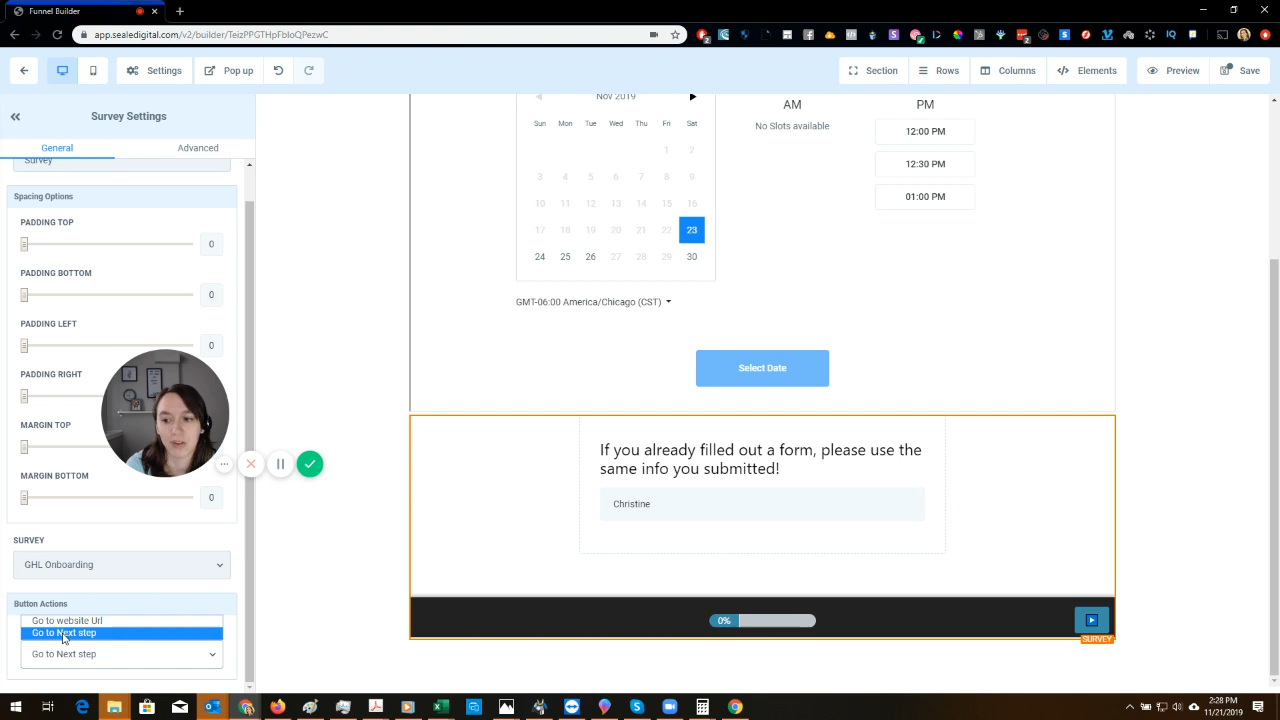 Funnel Builder
app.sealedigital.com/v2/builder/TeizPPGTHpFbIoQPezwC
Settings
Pop up
Section
Rows
Columns
Elements
Preview
Save
Survey Settings
General
Advanced
Survey
Spacing Options
PADDING TOP
0
PADDING BOTTOM
0
PADDING LEFT
0
PADDING RIGHT
MARGIN TOP
MARGIN BOTTOM
0
SURVEY
GHL Onboarding
Button Actions
Go to website Url
Go to Next step
Go to Next step
Nov 2019
Sun Mon Tue Wed Thu Fri Sat
1 2
3 4 5 6 7 8 9
10 11 12 13 14 15 16
17 18 19 20 21 22 23
24 25 26 27 28 29 30
GMT-06:00 America/Chicago (CST)
AM
No Slots available
PM
12:00 PM
12:30 PM
01:00 PM
Select Date
If you already filled out a form, please use the
same info you submitted!
Christine
0%
SURVEY
2:28 PM
11/21/2019